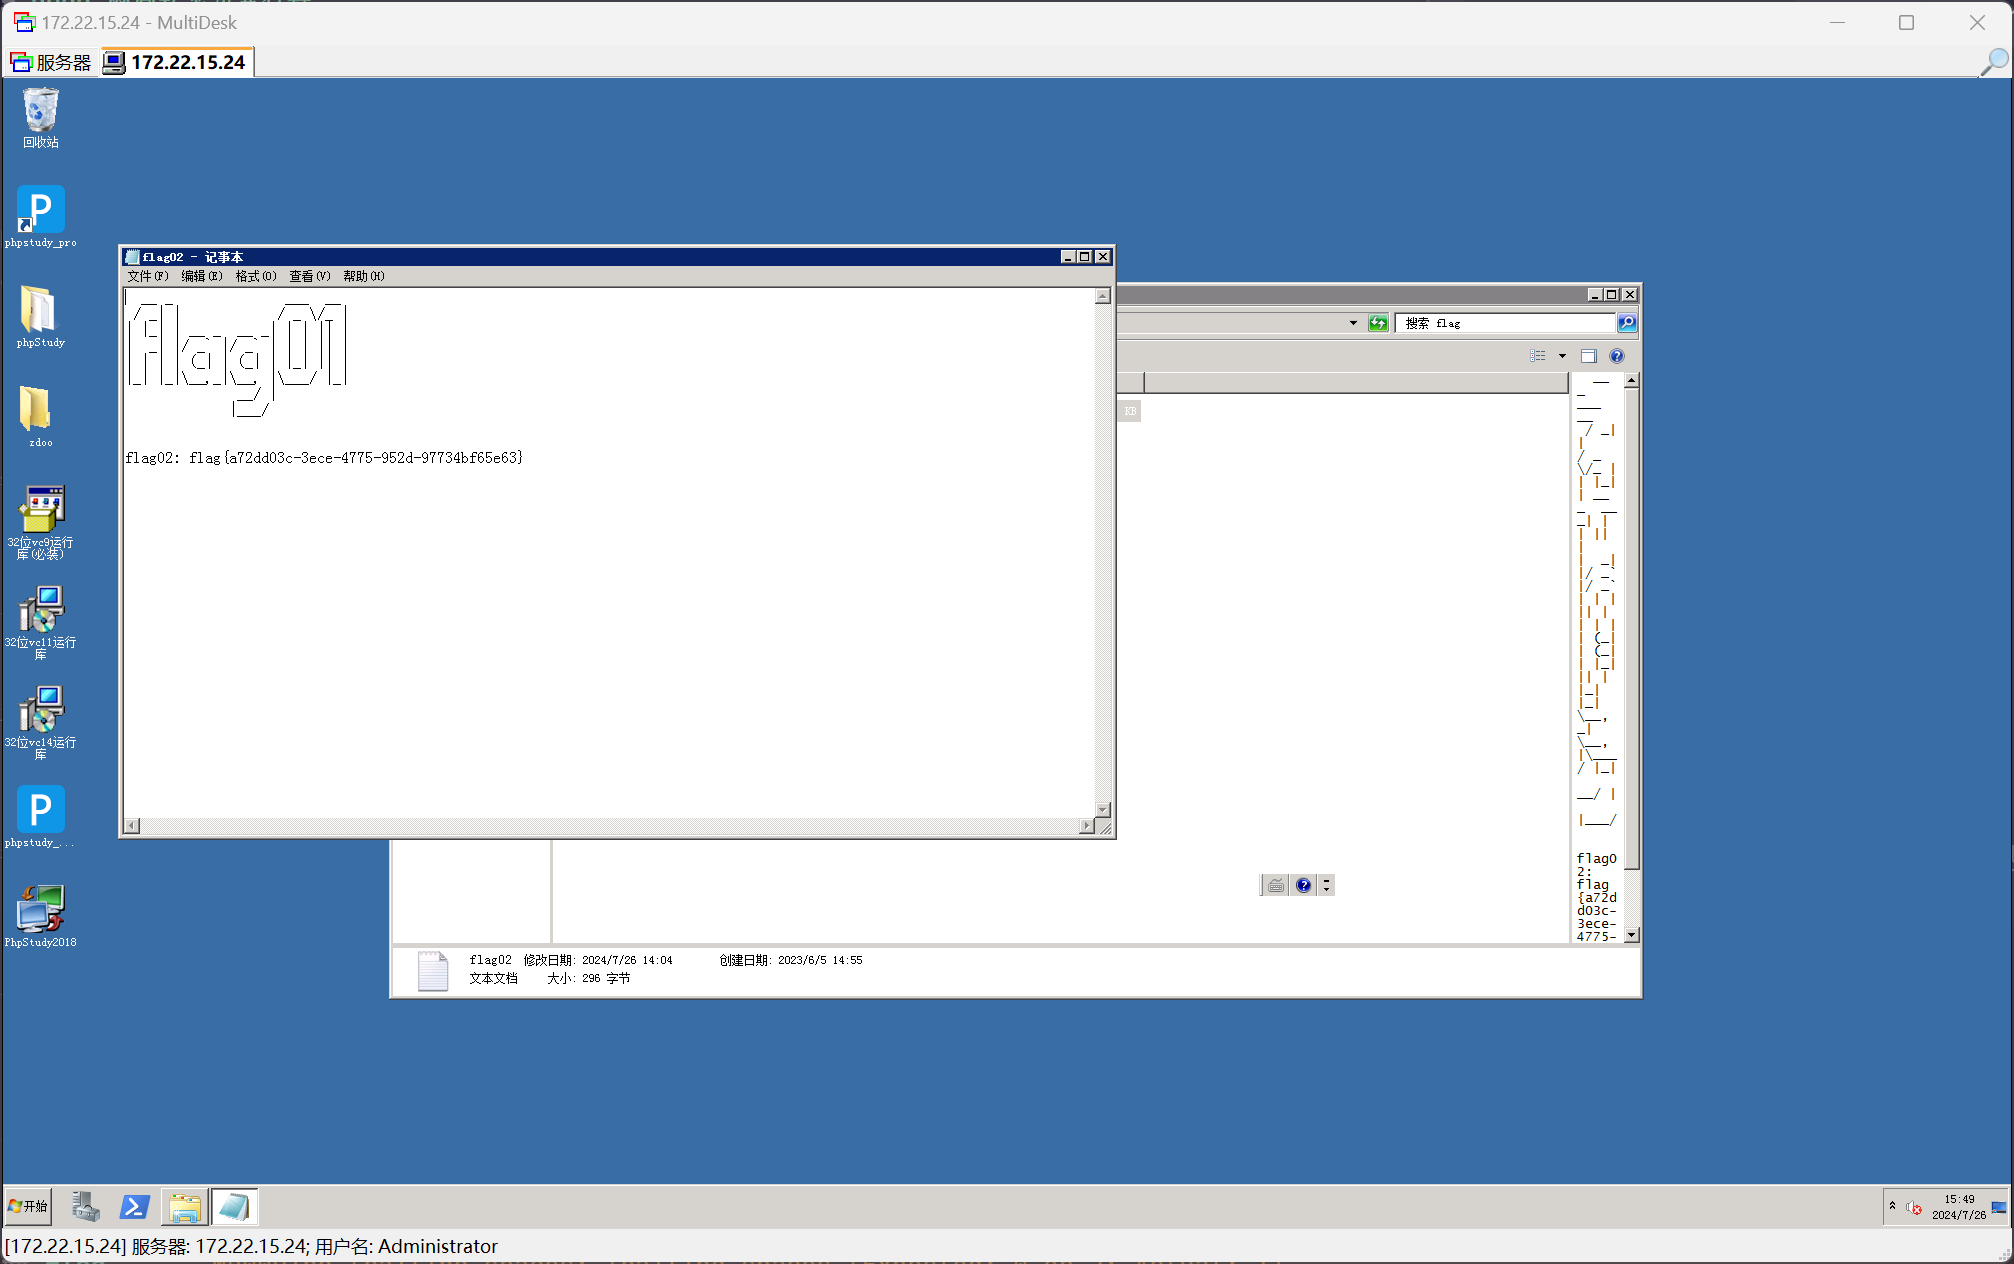 172.22.15.24 - MultiDesk
服务器
172.22.15.24
回收站
phpstudy_pro
phpStudy
zdoo
32位vc9运行
库(必装)
32位vc11运行
库
32位vc14运行
库
phpstudy_...
PhpStudy2018
flag02 - 记事本
文件(F) 编辑(E) 格式(O) 查看(V) 帮助(H)
flag01
flag02: flag{a72dd03c-3ece-4775-952d-97734bf65e63}
搜索 flag
KB
flag0
2:
flag
{a72d
d03c-
3ece-
4775-
flag02 修改日期: 2024/7/26 14:04 创建日期: 2023/6/5 14:55
文本文档 大小: 296 字节
开始
15:49
2024/7/26
[172.22.15.24] 服务器: 172.22.15.24; 用户名: Administrator